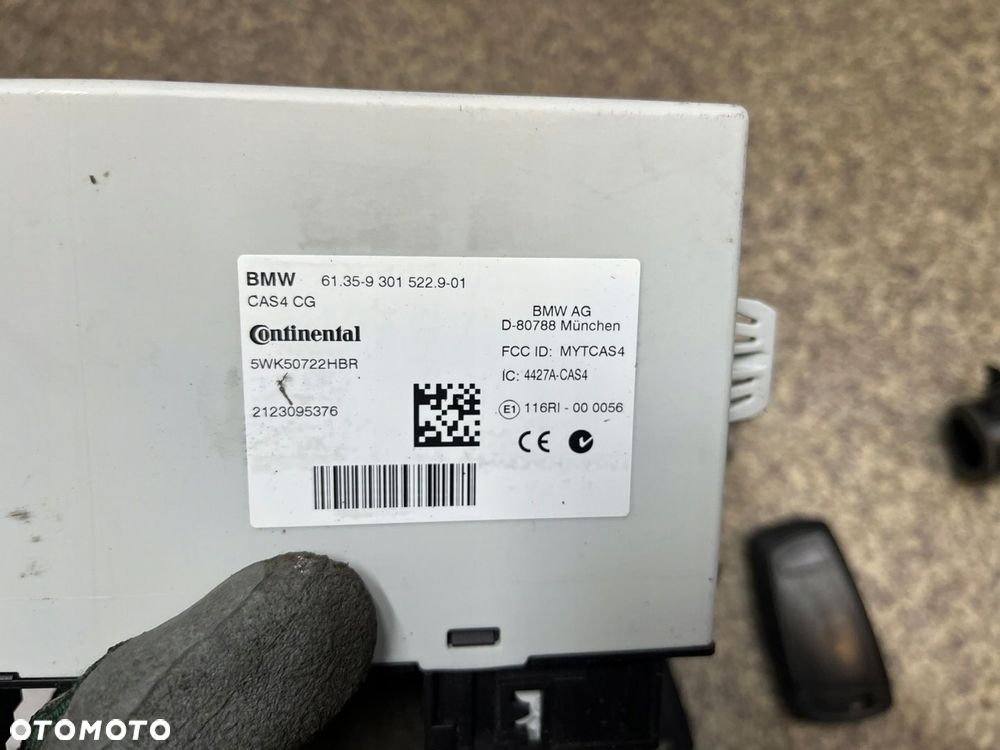 BMW 61.35-9 301 522.9-01
CAS4 CG
Continental
5WK50722HBR
2123095376
BMW AG
D-80788 München
FCC ID: MYTCAS4
IC: 4427A-CAS4
E1 116RI - 00 0056
CE
OTOMOTO